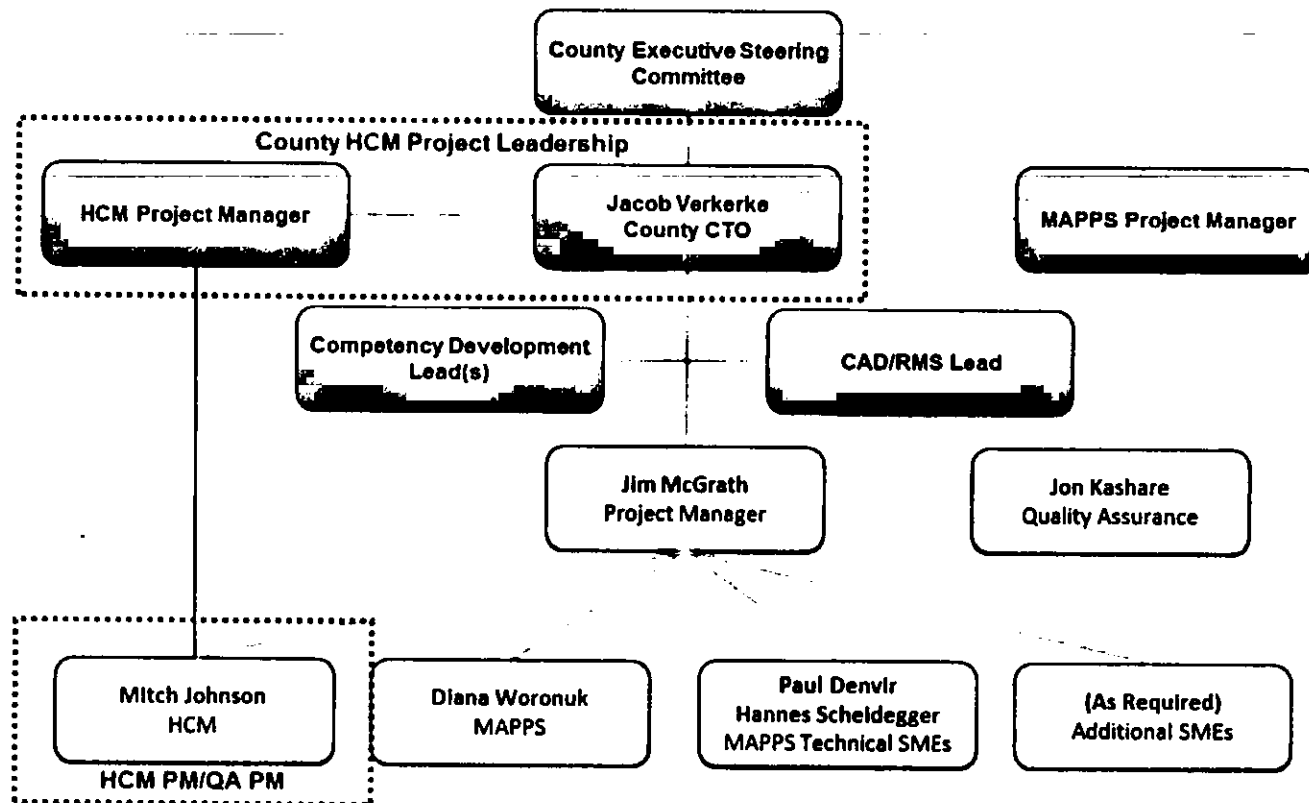 County Executive Steering
Committee
County HCM Project Leadership
HCM Project Manager
Jacob Verkerke
County CTO
MAPPS Project Manager
Competency Development
Lead(s)
CAD/RMS Lead
Jim McGrath
Project Manager
Jon Kashare
Quality Assurance
Mitch Johnson
HCM
Diana Woronuk
MAPPS
Paul Denvir
Hannes Scheidegger
MAPPS Technical SMEs
(As Required)
Additional SMEs
HCM PM/QA PM